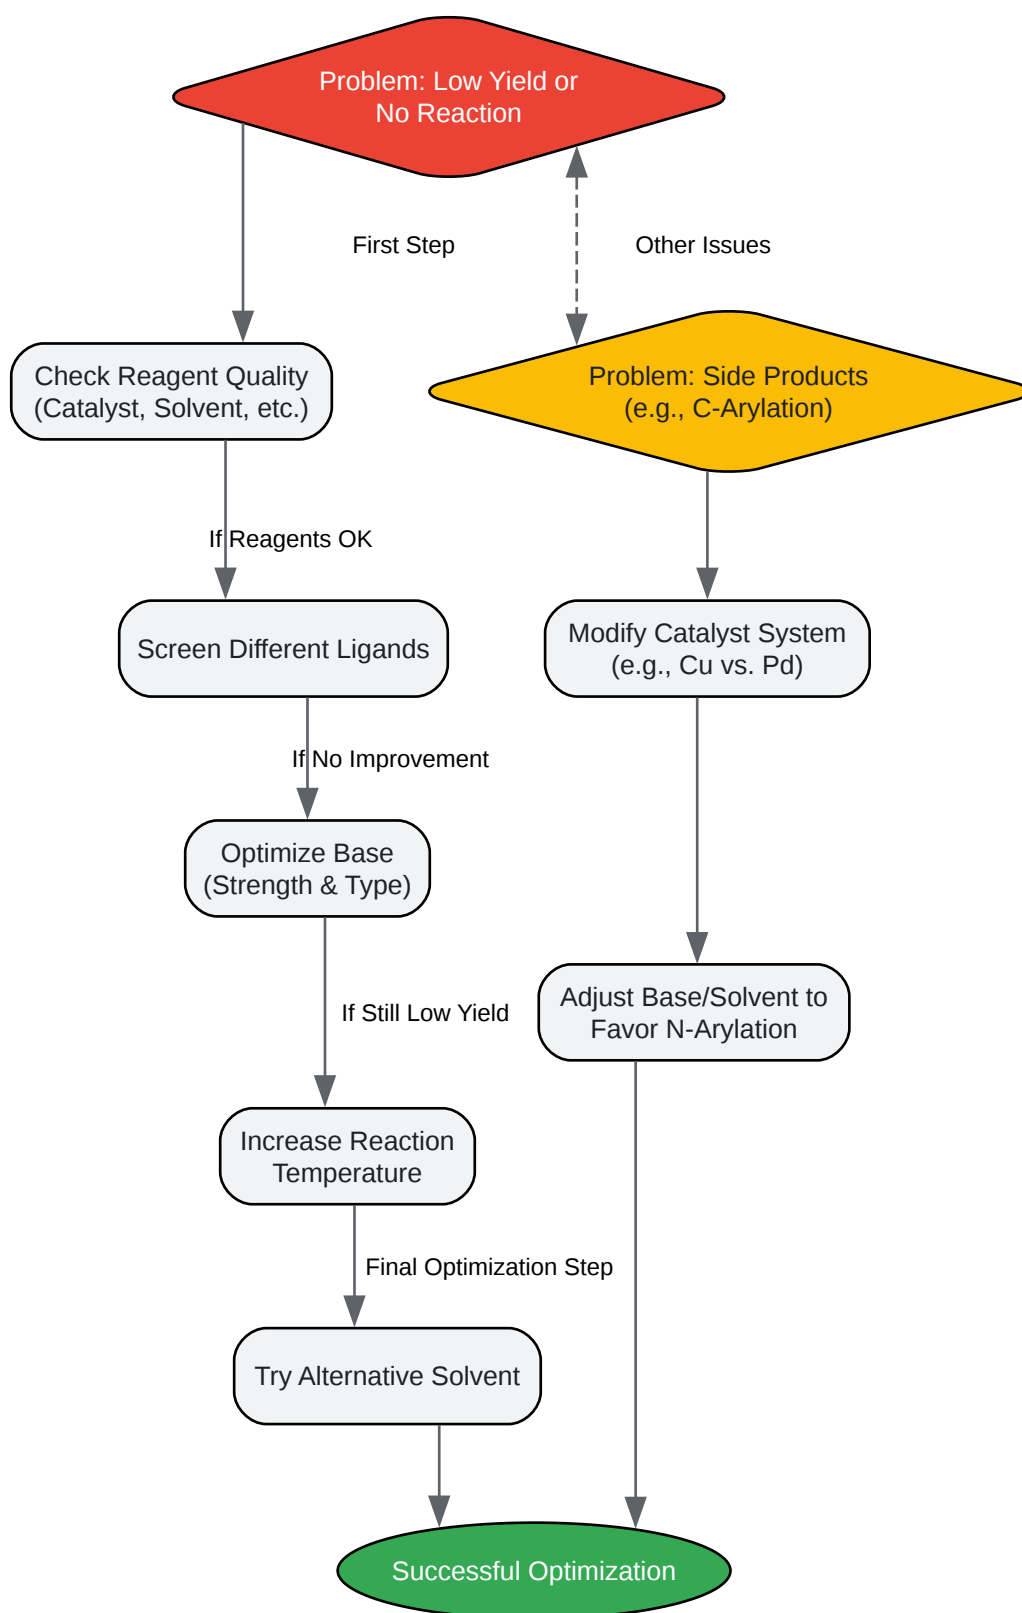 Problem: Low Yield or
No Reaction
First Step
Other Issues
Check Reagent Quality
(Catalyst, Solvent, etc.)
Problem: Side Products
(e.g., C-Arylation)
If Reagents OK
Screen Different Ligands
Modify Catalyst System
(e.g., Cu vs. Pd)
If No Improvement
Optimize Base
(Strength & Type)
If Still Low Yield
Adjust Base/Solvent to
Favor N-Arylation
Increase Reaction
Temperature
Final Optimization Step
Try Alternative Solvent
Successful Optimization